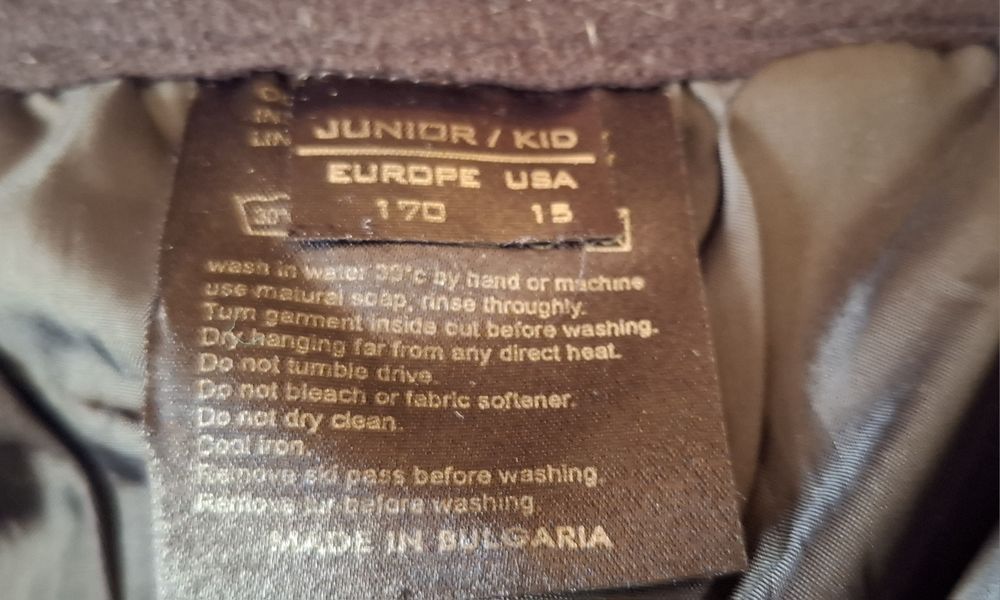 JUNIOR / KID
EUROPE USA
170 15
30°
wash in water 30°c by hand or machine
use matural soap, rinse throughly.
Turn garment inside out before washing.
Dry hanging far from any direct heat.
Do not tumble drive.
Do not bleach or fabric softener.
Do not dry clean.
Cool iron.
Remove ski pass before washing.
Remove fur before washing
MADE IN BULGARIA